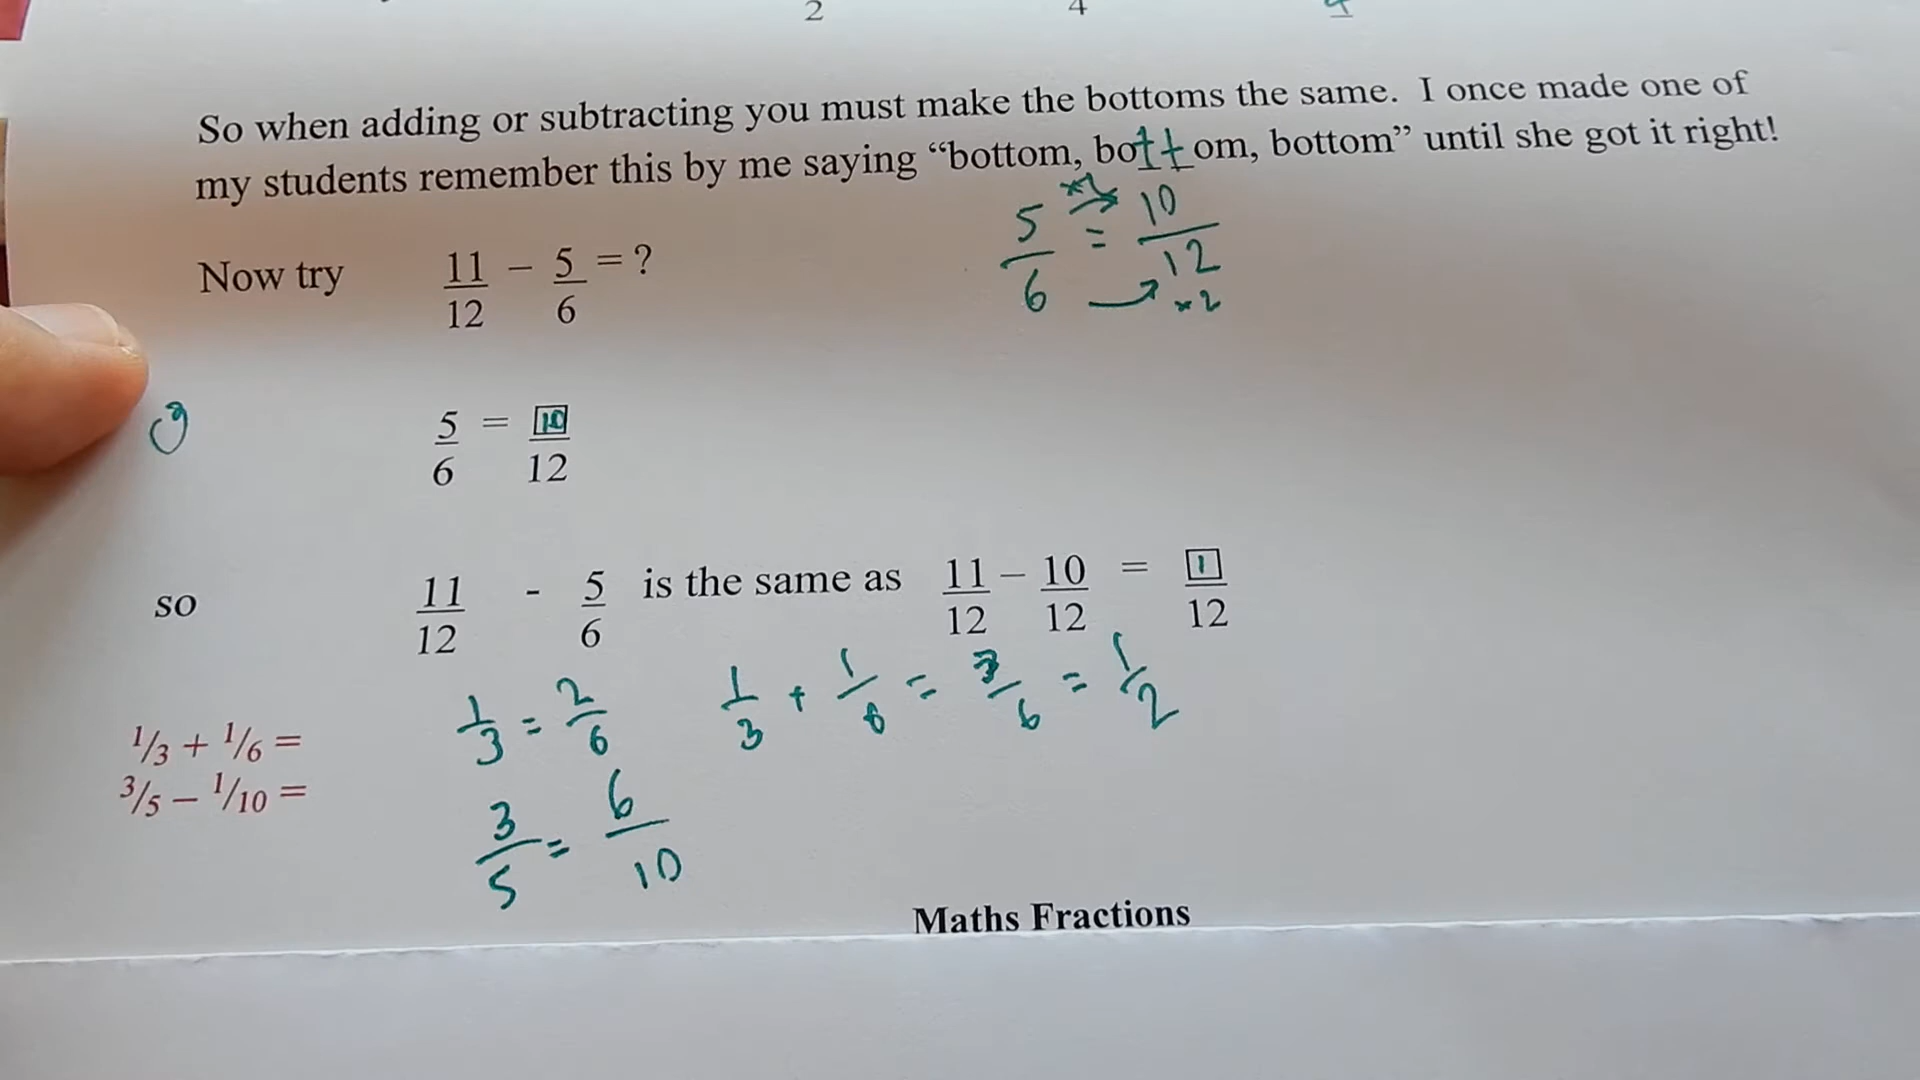 2 4
So when adding or subtracting you must make the bottoms the same. I once made one of
my students remember this by me saying “bottom, bottom, bottom” until she got it right!
Now try 11/12 – 5/6 = ?
5/6 = 10/12
×2
×2
5/6 = 10/12
so 11/12 - 5/6 is the same as 11/12 – 10/12 = 1/12
1/3 = 2/6 1/3 + 1/6 = 3/6 = 1/2
1/3 + 1/6 =
3/5 – 1/10 =
3/5 = 6/10
Maths Fractions